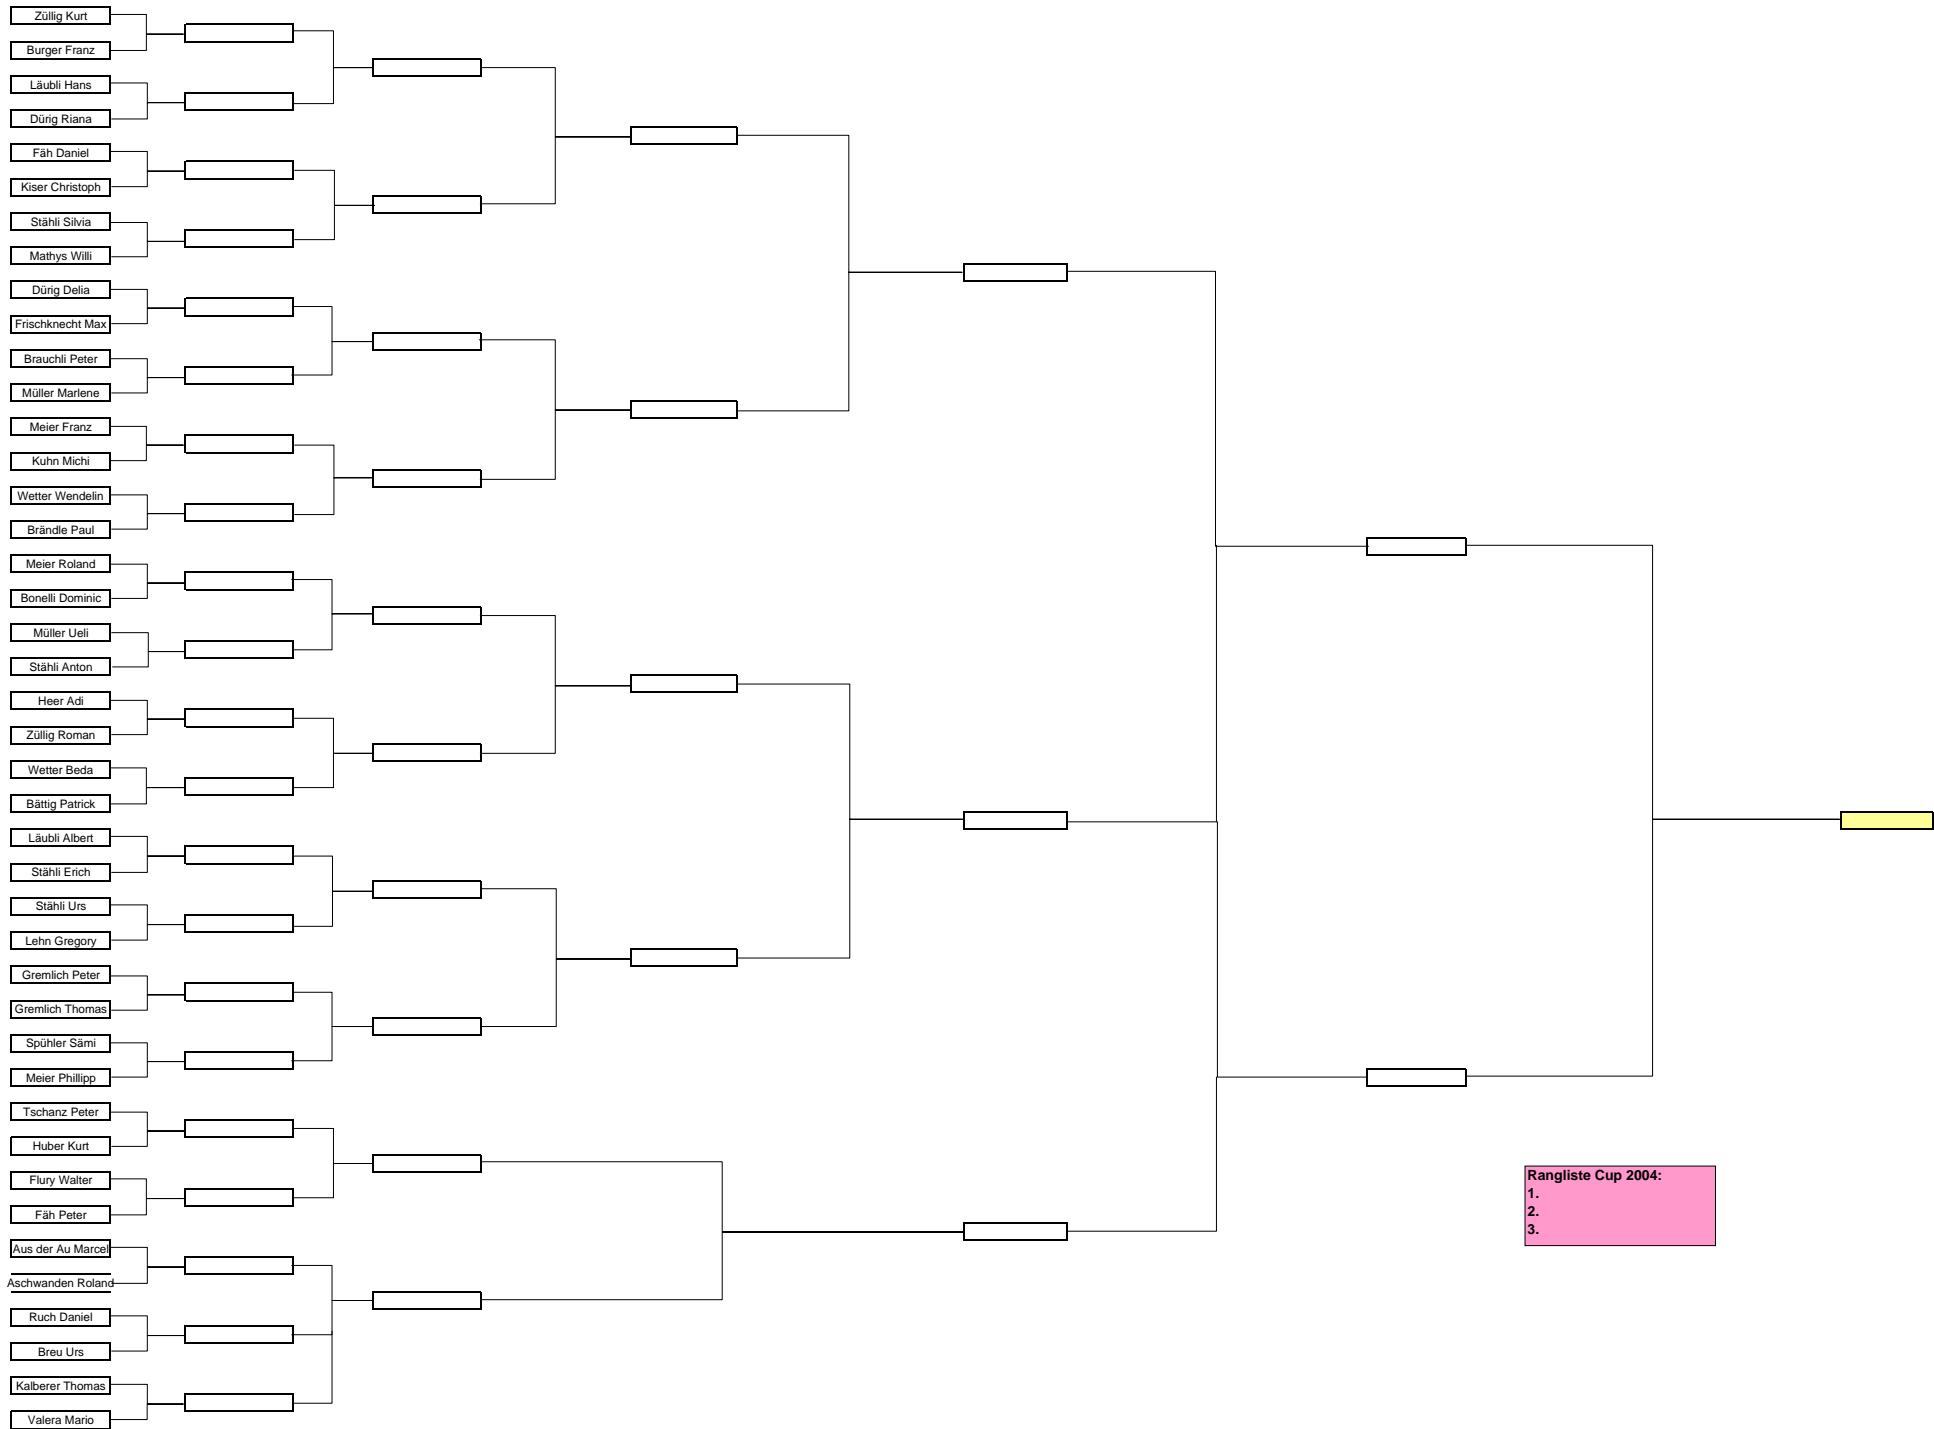 Züllig Kurt
Burger Franz
Läubli Hans
Dürig Riana
Fäh Daniel
Kiser Christoph
Stähli Silvia
Mathys Willi
Dürig Delia
Frischknecht Max
Brauchli Peter
Müller Marlene
Meier Franz
Kuhn Michi
Wetter Wendelin
Brändle Paul
Meier Roland
Bonelli Dominic
Müller Ueli
Stähli Anton
Heer Adi
Züllig Roman
Wetter Beda
Bättig Patrick
Läubli Albert
Stähli Erich
Stähli Urs
Lehn Gregory
Gremlich Peter
Gremlich Thomas
Spühler Sämi
Meier Phillipp
Tschanz Peter
Huber Kurt
Flury Walter
Fäh Peter
Aus der Au Marcel
Aschwanden Roland
Ruch Daniel
Breu Urs
Kalberer Thomas
Valera Mario
Rangliste Cup 2004:
1.
2.
3.